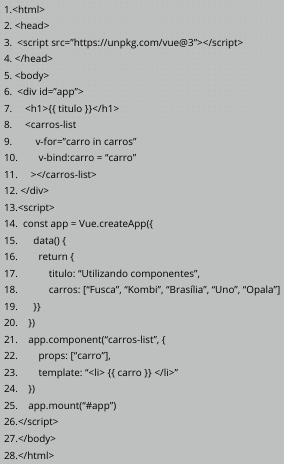 1.<html>
2. <head>
3.  <script src=”https://unpkg.com/vue@3”></script>
4. </head>
5. <body>
6.  <div id=”app”>
7.    <h1>{{ titulo }}</h1>
8.    <carros-list
9.       v-for=”carro in carros”
10.       v-bind:carro = “carro”
11.    ></carros-list>
12. </div>
13.<script>
14.  const app = Vue.createApp({
15.     data() {
16.       return {
17.          titulo: “Utilizando componentes”,
18.          carros: [“Fusca”, “Kombi”, “Brasília”, “Uno”, “Opala”]
19.     }}
20.   })
21.   app.component(“carros-list”, {
22.      props: [“carro”],
23.      template: “<li> {{ carro }} </li>”
24.   })
25.   app.mount(“#app”)
26.</script>
27.</body>
28.</html>